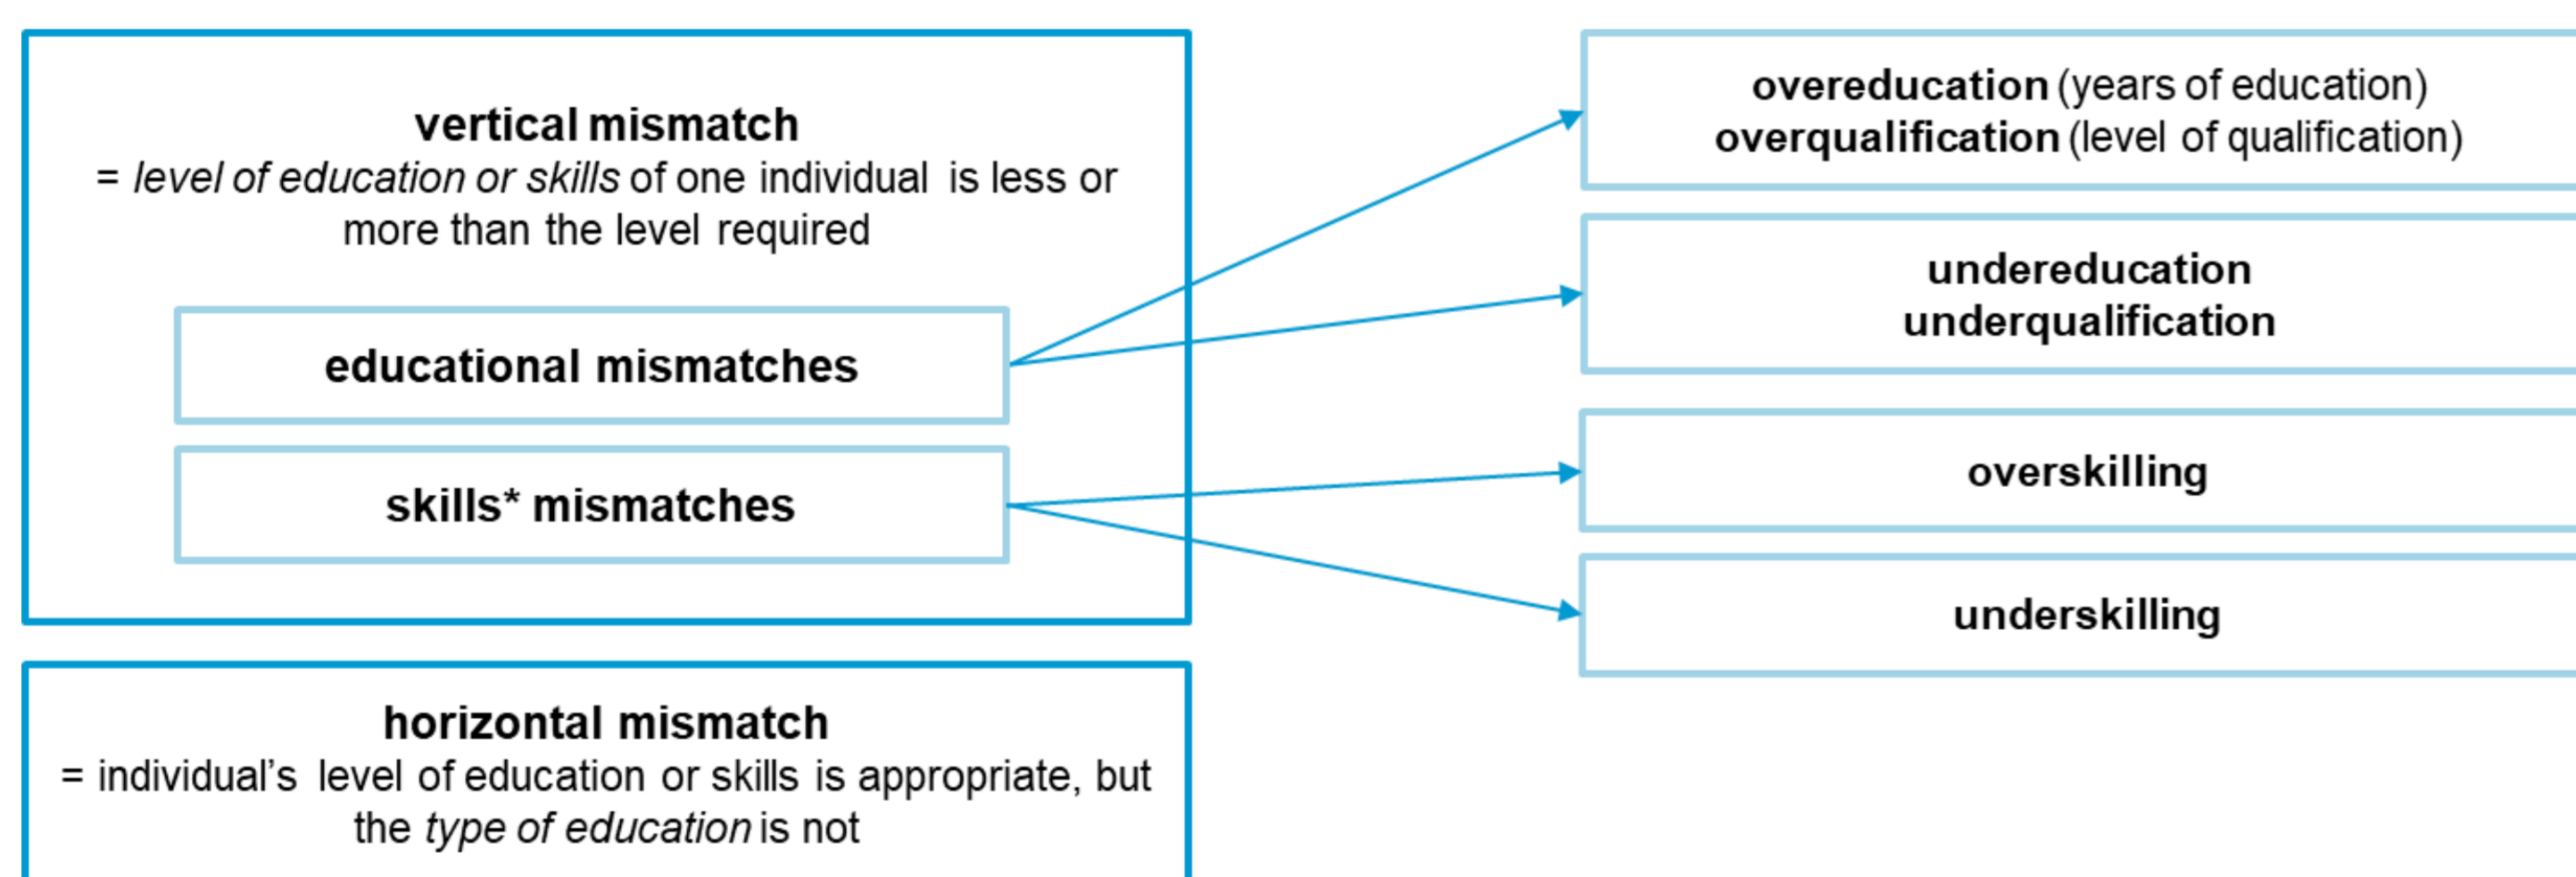 vertical mismatch
= level of education or skills of one individual is less or
more than the level required
educational mismatches
skills* mismatches
horizontal mismatch
= individual's level of education or skills is appropriate, but
the type of education is not
overeducation (years of education)
overqualification (level of qualification)
undereducation
underqualification
overskilling
underskilling